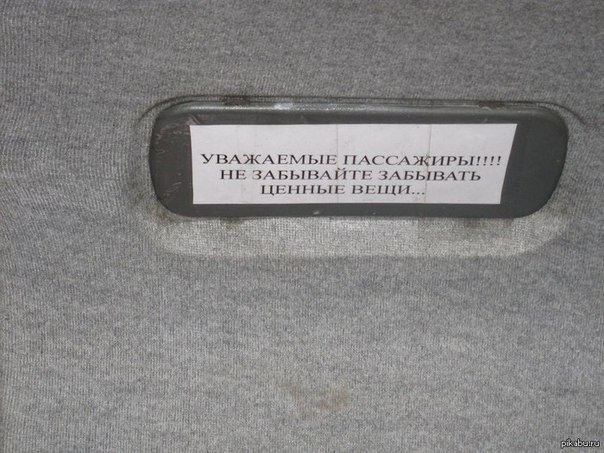 УВАЖАЕМЫЕ ПАССАЖИРЫ!!!!
НЕ ЗАБЫВАЙТЕ ЗАБЫВАТЬ
ЦЕННЫЕ ВЕЩИ...
pikabu.ru